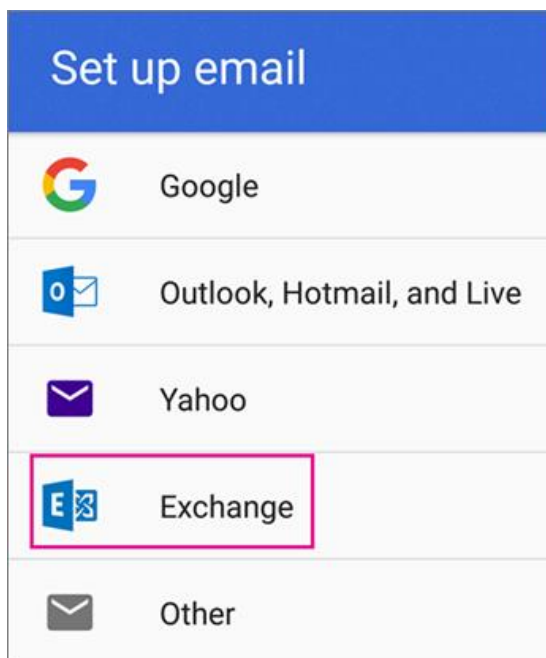 Set up email
Google
Outlook, Hotmail, and Live
Yahoo
Exchange
Other